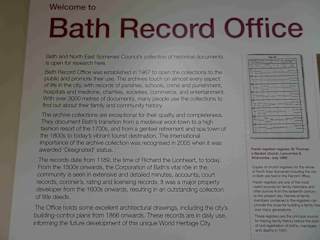 Welcome to
Bath Record Office
Bath and North East Somerset Council's collection of historical documents
is open for research here.
Bath Record Office was established in 1967 to open the collections to the
public and promote their use. The archives touch on almost every aspect
of life in the city, with records of parishes, schools, crime and punishment,
hospitals and medicine, charities, societies, commerce, and entertainment.
With over 3000 metres of documents, many people use the collections
to find out about their family and community history.
The archive collections are exceptional for their quality and completeness.
They document Bath's transition from a medieval wool town to a high
fashion resort of the 1700s, and from a genteel retirement and spa town of
the 1800s to today's vibrant tourist destination. The international
importance of the archive collection was recognised in 2005 when it was
awarded 'Designated' status.
The records date from 1189, the time of Richard the Lionheart, to today.
From the 1300s onwards, the Corporation of Bath's vital role in the
community is seen in extensive and detailed minutes, accounts, court
records, coroner's, rating and licensing records. It was a major property
developer from the 1600s onwards, resulting in an outstanding collection
of title deeds.
The Office holds some excellent architectural drawings, including the city's
building-control plans from 1866 onwards. These records are in daily use,
informing the future development of this unique World Heritage City.